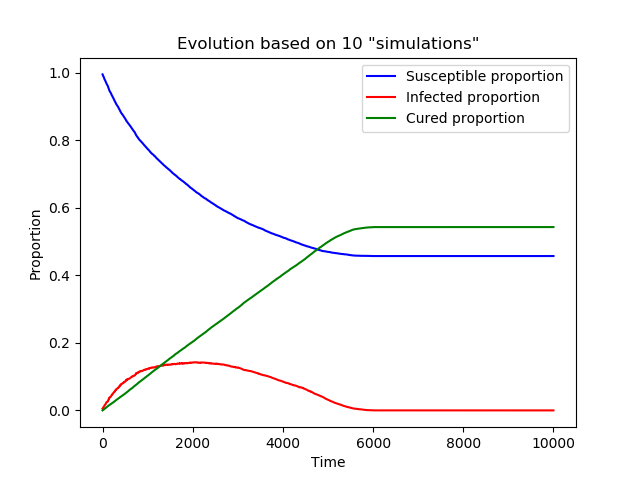 Evolution based on 10 "simulations"
Susceptible proportion
Infected proportion
Cured proportion
Proportion
1.0
0.8
0.6
0.4
0.2
0.0
0 2000 4000 6000 8000 10000
Time